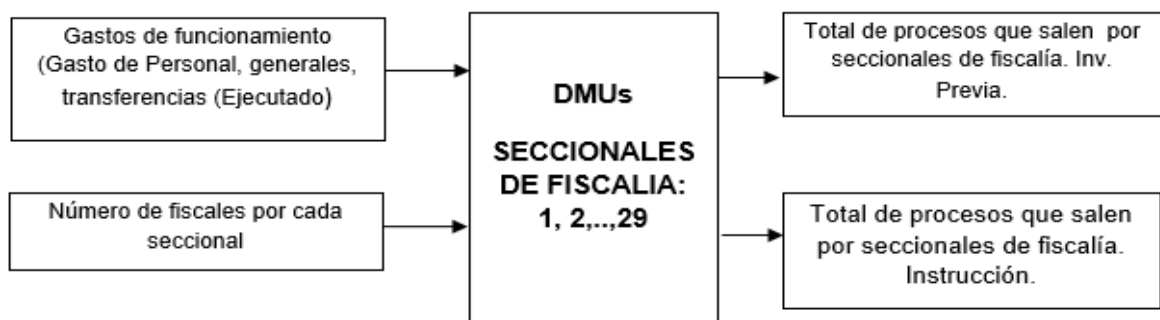 Gastos de funcionamiento
(Gasto de Personal, generales,
transferencias (Ejecutado)
Número de fiscales por cada
seccional
DMUs
SECCIONALES
DE FISCALIA:
1, 2,..,29
Total de procesos que salen por
seccionales de fiscalía. Inv.
Previa.
Total de procesos que salen
por seccionales de fiscalía.
Instrucción.